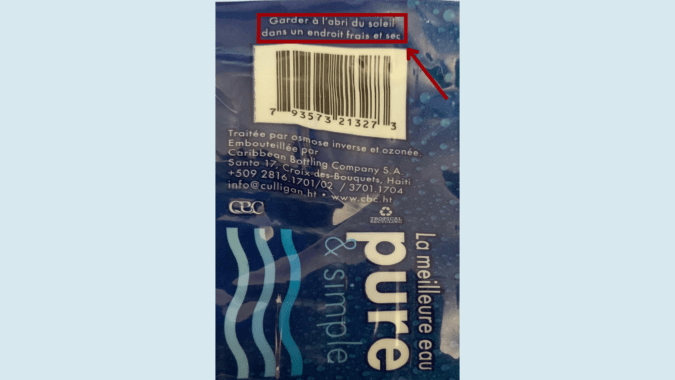 Garder à l'abri du soleil
dans un endroit frais et sec
7 93573 21327 3
Traitée par osmose inverse et ozonée,
Embouteillée par
Caribbean Bottling Company S.A
Santo 17, Croix-des-Bouquets, Haiti
+509 2816.1701/02 / 3701.1704
info@culligan.ht • www.cbc.ht
cbc
TROPICAL
La meilleure eau
pure
& simple